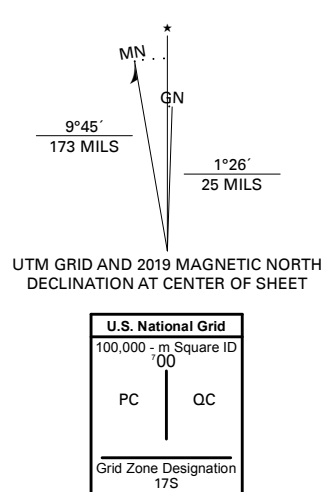 ★
MN
GN
9°45´
173 MILS
1°26´
25 MILS
UTM GRID AND 2019 MAGNETIC NORTH
DECLINATION AT CENTER OF SHEET
U.S. National Grid
100,000 - m Square ID
⁷00
PC QC
Grid Zone Designation
17S